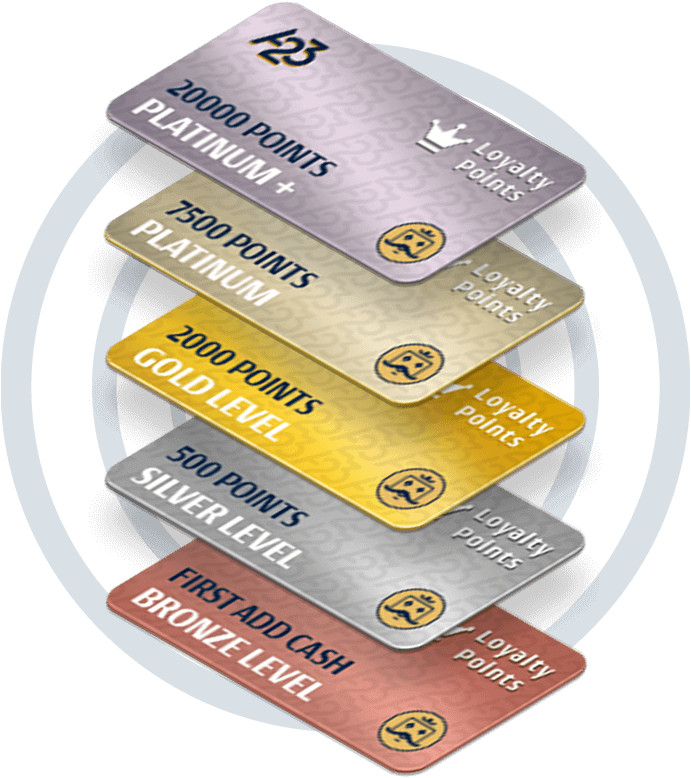 A23
20000 POINTS
PLATINUM +
Loyalty
Points
7500 POINTS
PLATINUM
Loyalty
Points
2000 POINTS
GOLD LEVEL
Loyalty
Points
500 POINTS
SILVER LEVEL
Loyalty
Points
FIRST ADD CASH
BRONZE LEVEL
Loyalty
Points